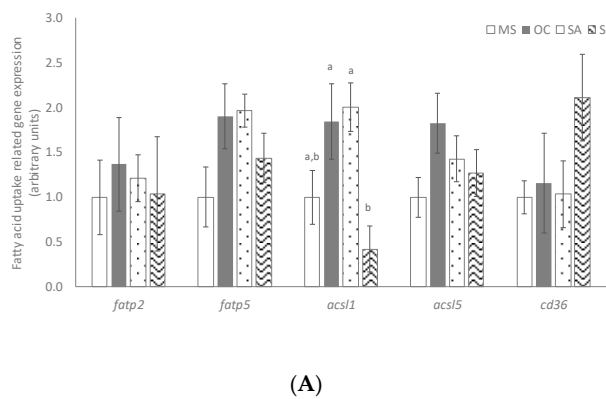 Fatty acid uptake related gene expression
(arbitrary units)
3.0
2.5
2.0
1.5
1.0
0.5
0.0
MS OC SA S
a a
a,b
b
fatp2 fatp5 acsl1 acsl5 cd36
(A)